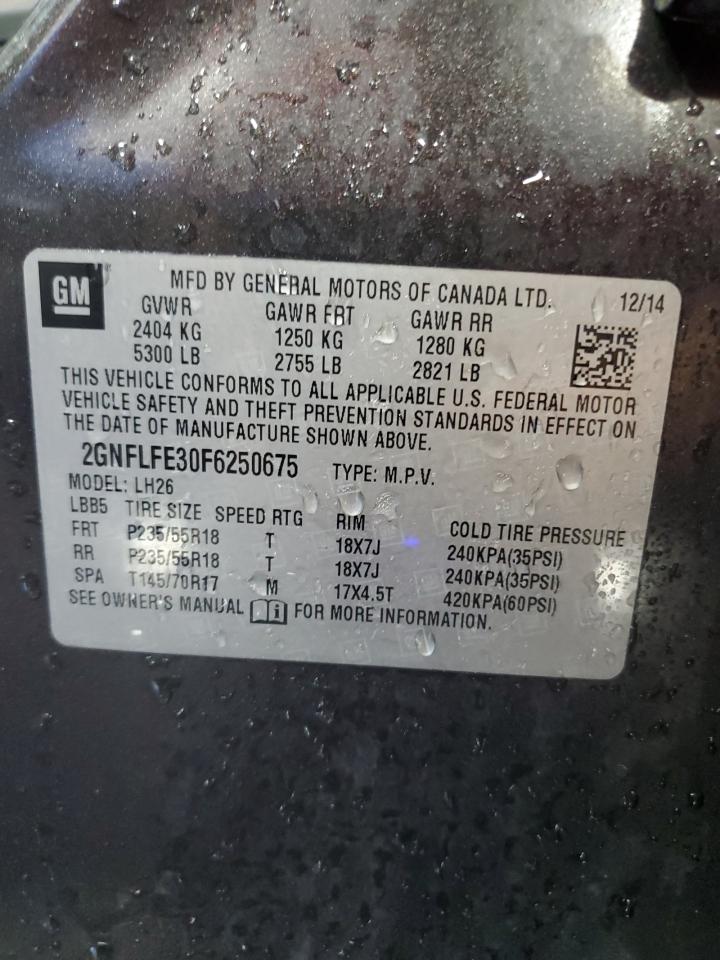 GM
MFD BY GENERAL MOTORS OF CANADA LTD. 12/14
GVWR GAWR FRT GAWR RR
2404 KG 1250 KG 1280 KG
5300 LB 2755 LB 2821 LB
THIS VEHICLE CONFORMS TO ALL APPLICABLE U.S. FEDERAL MOTOR
VEHICLE SAFETY AND THEFT PREVENTION STANDARDS IN EFFECT ON
THE DATE OF MANUFACTURE SHOWN ABOVE.
2GNFLFE30F6250675 TYPE: M.P.V.
MODEL: LH26
LBB5 TIRE SIZE SPEED RTG RIM COLD TIRE PRESSURE
FRT P235/55R18 T 18X7J 240KPA(35PSI)
RR P235/55R18 T 18X7J 240KPA(35PSI)
SPA T145/70R17 M 17X4.5T 420KPA(60PSI)
SEE OWNER'S MANUAL i FOR MORE INFORMATION.